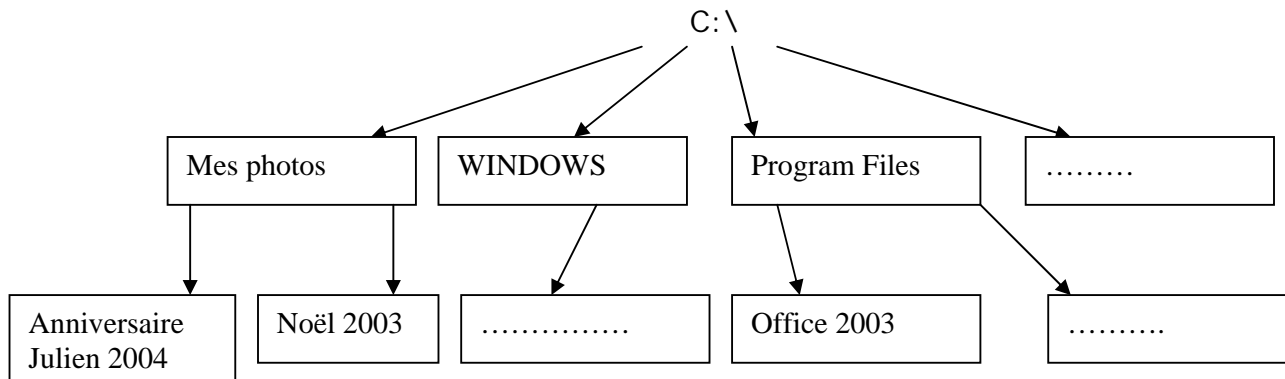 C:\
Mes photos
WINDOWS
Program Files
………
Anniversaire
Julien 2004
Noël 2003
……………
Office 2003
……….